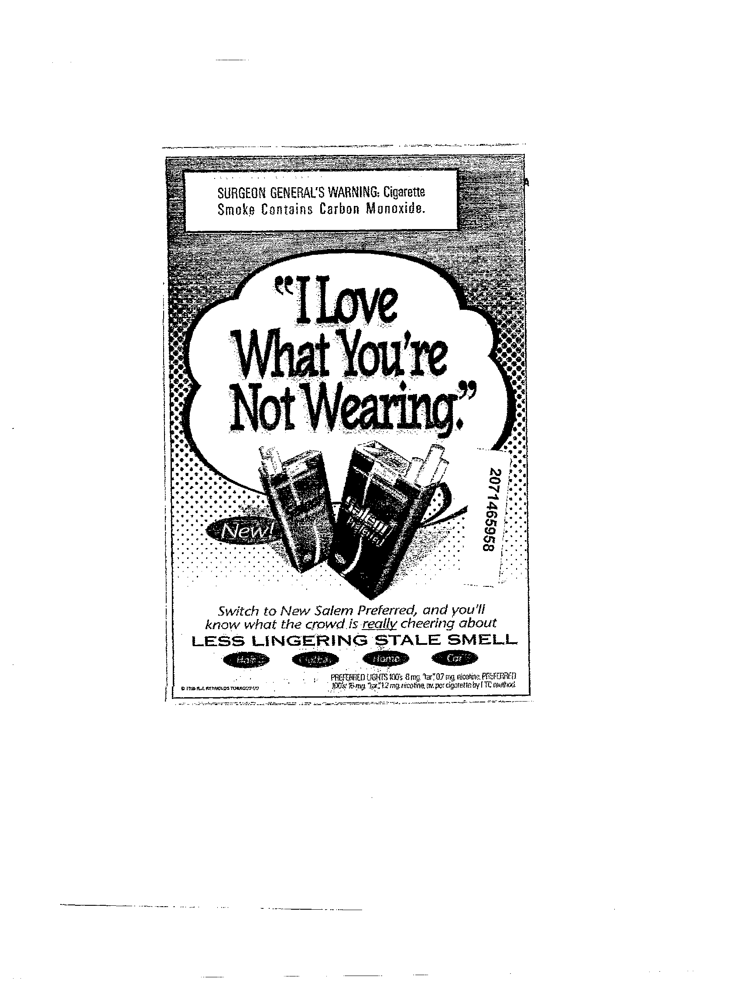 SURGEON GENERAL'S WARNING: Cigarette
Smoke Contains Carbon Monoxide.
"I Love
What You're
Not Wearing."
Salem
Preferred
New!
2071465958
Switch to New Salem Preferred, and you'll
know what the crowd is really cheering about
LESS LINGERING STALE SMELL
Hair Clothes Home Car
PREFERRED LIGHTS 100's: 8 mg. "tar", 0.7 mg. nicotine, PREFERRED
mg. "tar", 1.2 mg. nicotine, av. per cigarette by FTC method.
R.J. REYNOLDS TOBACCO CO.